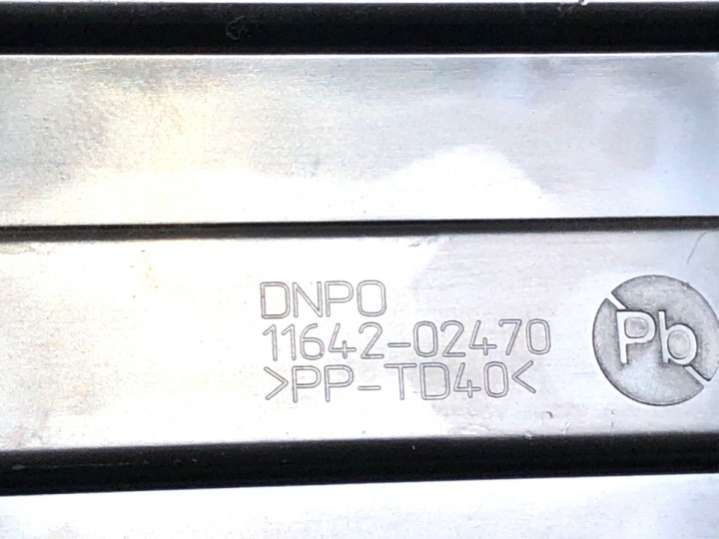 DNPO
11642-02470
>PP-TD40<
Pb